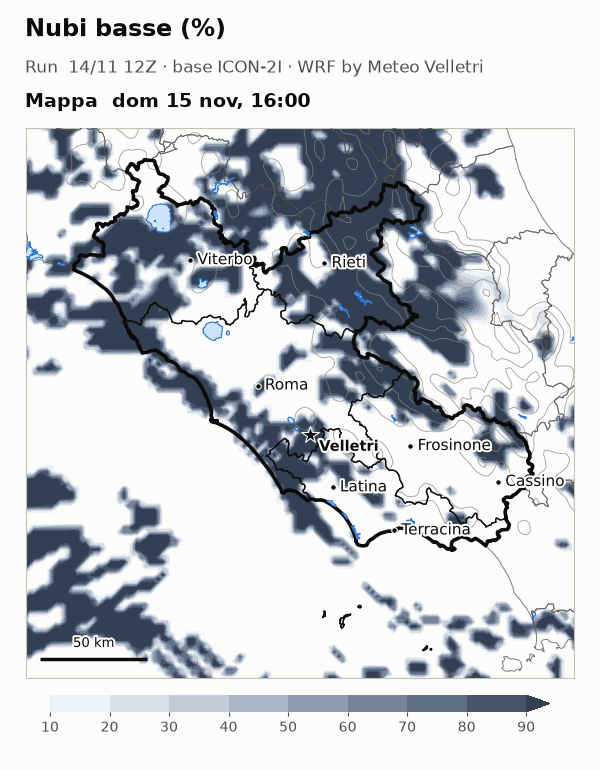 Nubi basse (%)
Run 14/11 12Z · base ICON-2I · WRF by Meteo Velletri
Mappa dom 15 nov, 16:00
Viterbo
Rieti
Roma
Velletri
Frosinone
Cassino
Latina
Terracina
50 km
10 20 30 40 50 60 70 80 90